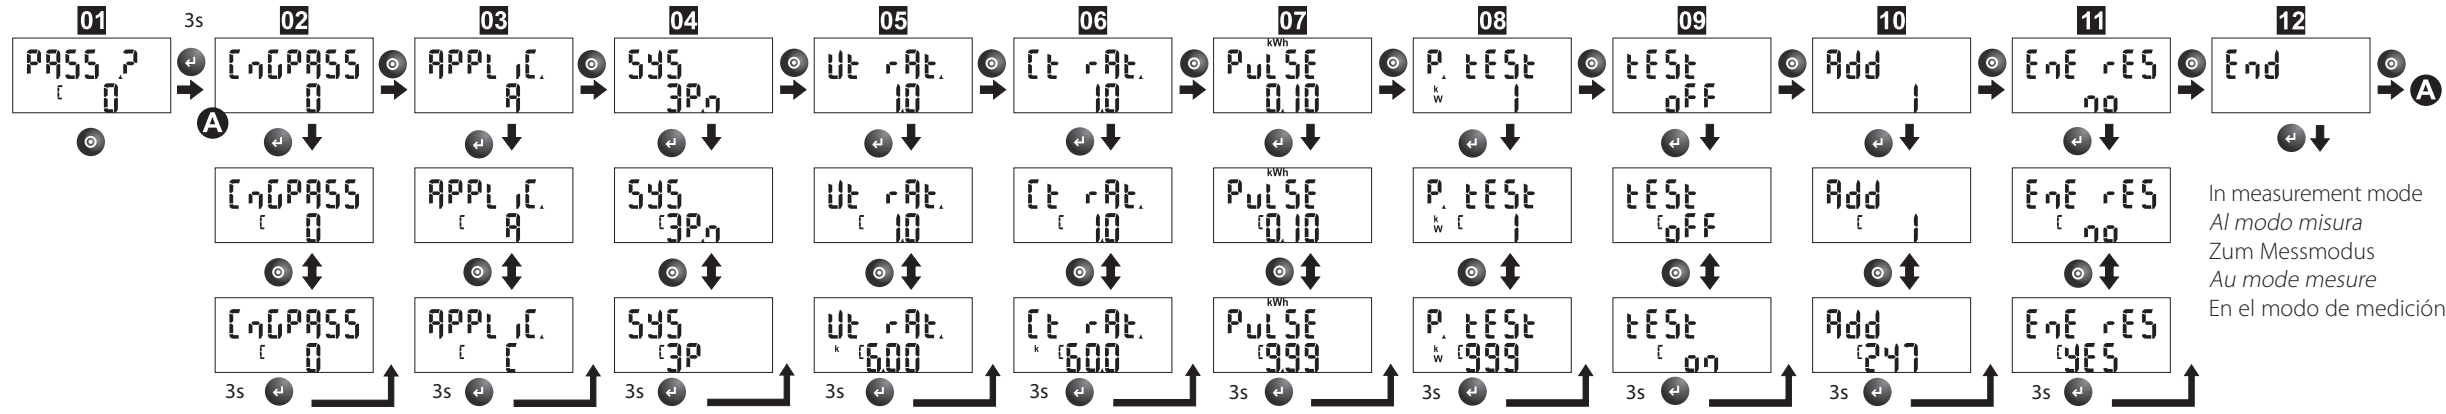 01 3s 02 03 04 05 06 07 08 09 10 11 12
PASS ? CnGPASS APPLiC. SYS Ut rAt. Ct rAt. kWh PuLSE P. tESt tESt Add EnE rES End
[ 0 0 A 3P.n 1.0 1.0 0.10 kW 1 oFF 1 no
A A
CnGPASS APPLiC. SYS Ut rAt. Ct rAt. kWh PuLSE P. tESt tESt Add EnE rES
[ 0 [ A [3P.n [ 1.0 [ 1.0 [0.10 kW [ 1 [oFF [ 1 [ no
In measurement mode
Al modo misura
Zum Messmodus
Au mode mesure
En el modo de medición
CnGPASS APPLiC. SYS Ut rAt. Ct rAt. kWh PuLSE P. tESt tESt Add EnE rES
[ 0 [ C [3P k [6.00 k [60.0 [9.99 kW [999 [ on [247 [YES
3s 3s 3s 3s 3s 3s 3s 3s 3s 3s